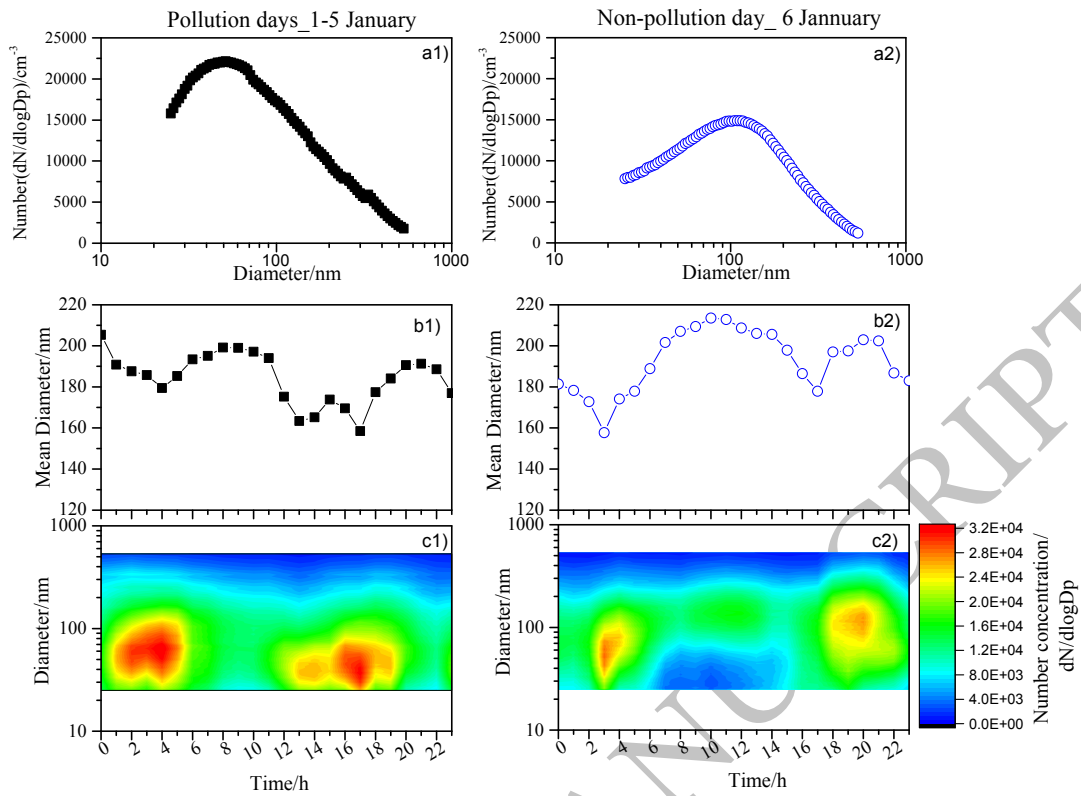 Pollution days_1-5 January
Non-pollution day_ 6 Jannuary
a1)
Number(dN/dlogDp)/cm-3
25000
20000
15000
10000
5000
0
10
100
1000
Diameter/nm
a2)
Number(dN/dlogDp)/cm-3
25000
20000
15000
10000
5000
0
10
100
1000
Diameter/nm
b1)
Mean Diameter/nm
220
200
180
160
140
120
b2)
Mean Diameter/nm
220
200
180
160
140
120
c1)
Diameter/nm
1000
100
10
0 2 4 6 8 10 12 14 16 18 20 22
Time/h
c2)
Diameter/nm
1000
100
10
0 2 4 6 8 10 12 14 16 18 20 22
Time/h
3.2E+04
2.8E+04
2.4E+04
2.0E+04
1.6E+04
1.2E+04
8.0E+03
4.0E+03
0.0E+00
Number concentration/
dN/dlogDp
NUSCRIPT